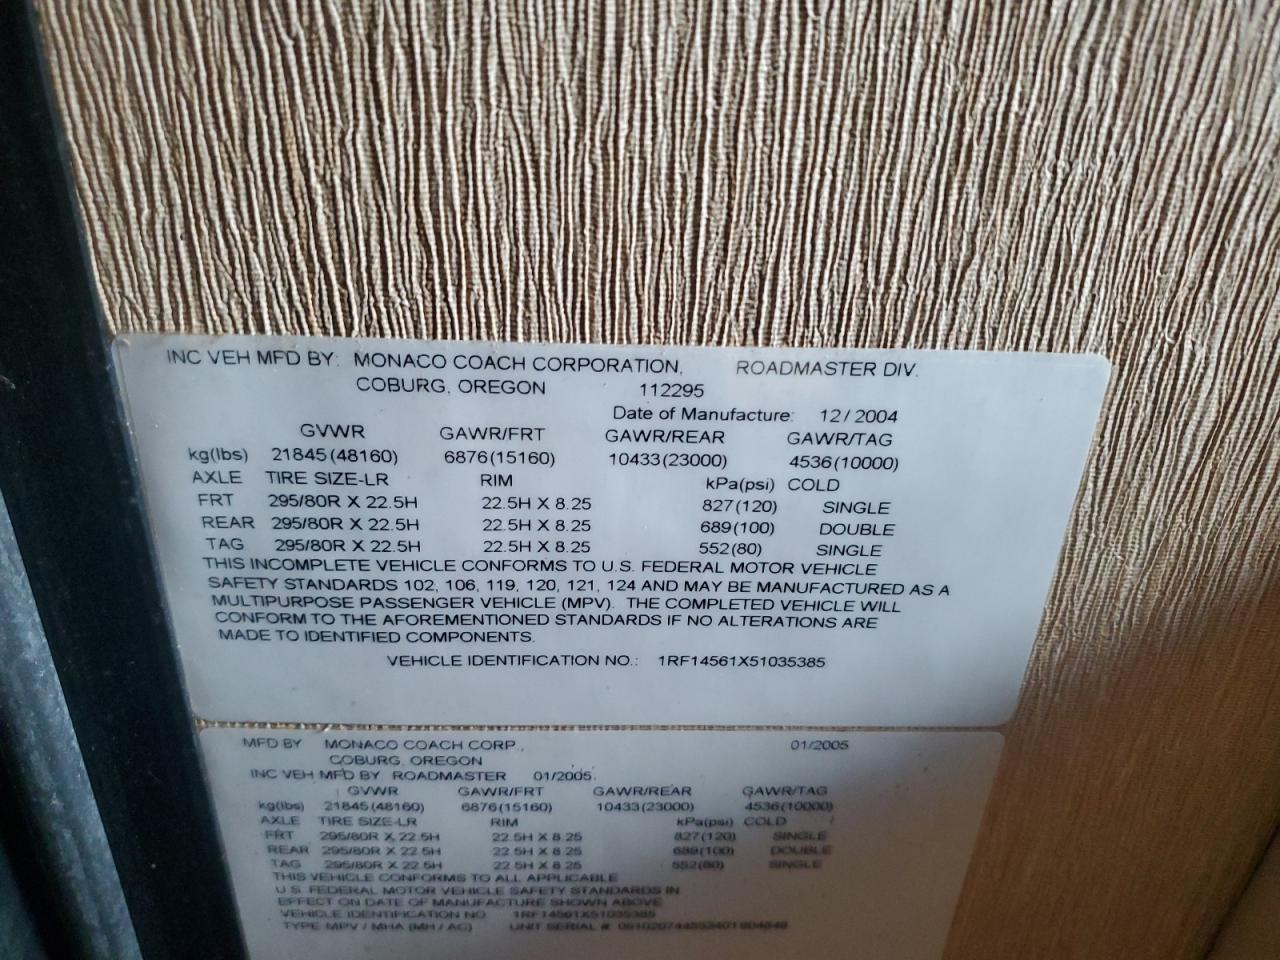 INC VEH MFD BY: MONACO COACH CORPORATION, ROADMASTER DIV.
COBURG, OREGON 112295
Date of Manufacture: 12/2004
GVWR GAWR/FRT GAWR/REAR GAWR/TAG
kg(lbs) 21845(48160) 6876(15160) 10433(23000) 4536(10000)
AXLE TIRE SIZE-LR RIM kPa(psi) COLD
FRT 295/80R X 22.5H 22.5H X 8.25 827(120) SINGLE
REAR 295/80R X 22.5H 22.5H X 8.25 689(100) DOUBLE
TAG 295/80R X 22.5H 22.5H X 8.25 552(80) SINGLE
THIS INCOMPLETE VEHICLE CONFORMS TO U.S. FEDERAL MOTOR VEHICLE
SAFETY STANDARDS 102, 106, 119, 120, 121, 124 AND MAY BE MANUFACTURED AS A
MULTIPURPOSE PASSENGER VEHICLE (MPV). THE COMPLETED VEHICLE WILL
CONFORM TO THE AFOREMENTIONED STANDARDS IF NO ALTERATIONS ARE
MADE TO IDENTIFIED COMPONENTS.
VEHICLE IDENTIFICATION NO.: 1RF14561X51035385
MFD BY MONACO COACH CORP., 01/2005
COBURG, OREGON
INC VEH MFD BY ROADMASTER 01/2005.
GVWR GAWR/FRT GAWR/REAR GAWR/TAG
kg(lbs) 21845(48160) 6876(15160) 10433(23000) 4536(10000)
AXLE TIRE SIZE-LR RIM kPa(psi) COLD
FRT 295/80R X 22.5H 22.5H X 8.25 827(120) SINGLE
REAR 295/80R X 22.5H 22.5H X 8.25 689(100) DOUBLE
TAG 295/80R X 22.5H 22.5H X 8.25 552(80) SINGLE
THIS VEHICLE CONFORMS TO ALL APPLICABLE
U.S. FEDERAL MOTOR VEHICLE SAFETY STANDARDS IN
EFFECT ON DATE OF MANUFACTURE SHOWN ABOVE
VEHICLE IDENTIFICATION NO 1RF14561X51035385
TYPE MPV / MHA (MH / AC) UNIT SERIAL #